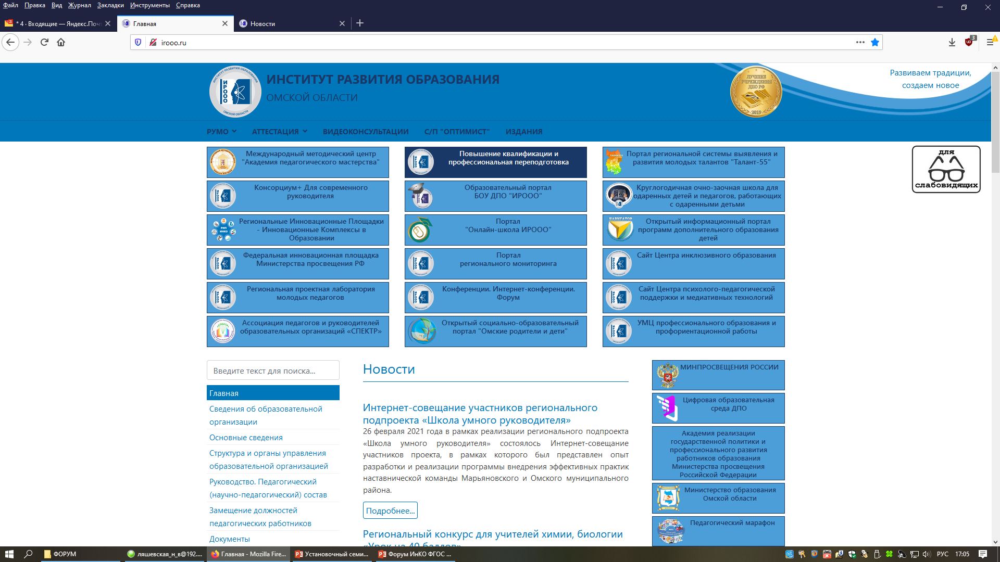 Файл Правка Вид Журнал Закладки Инструменты Справка
* 4 · Входящие — Яндекс.Поч
Главная
Новости
irooo.ru
3
ИНСТИТУТ РАЗВИТИЯ ОБРАЗОВАНИЯ
ОМСКОЙ ОБЛАСТИ
ИНСТИТУТ РАЗВИТИЯ ОБРАЗОВАНИЯ
ИРООО
ОМСКОЙ ОБЛАСТИ
ЛУЧШИЕ
УЧРЕЖДЕНИЯ
ДПО РФ
2019
Развиваем традиции,
создаем новое
РУМО АТТЕСТАЦИЯ ВИДЕОКОНСУЛЬТАЦИИ С/П "ОПТИМИСТ" ИЗДАНИЯ
Международный методический центр
"Академия педагогического мастерства"
Консорциум+ Для современного
руководителя
Региональные Инновационные Площадки
- Инновационные Комплексы в
Образовании
РИП
ИНКО
Федеральная инновационная площадка
Министерства просвещения РФ
Региональная проектная лаборатория
молодых педагогов
Ассоциация педагогов и руководителей
образовательных организаций «СПЕКТР»
«СПЕКТР»
Повышение квалификации и
профессиональная переподготовка
Образовательный портал
БОУ ДПО "ИРООО"
Портал
"Онлайн-школа ИРООО"
Портал
регионального мониторинга
Конференции. Интернет-конференции.
Форум
Открытый социально-образовательный
портал "Омские родители и дети"
Портал региональной системы выявления и
развития молодых талантов "Талант-55"
Круглогодичная очно-заочная школа для
одаренных детей и педагогов, работающих
с одаренными детьми
НАВИГАТОР
Открытый информационный портал
программ дополнительного образования
детей
Сайт Центра инклюзивного образования
Сайт Центра психолого-педагогической
поддержки и медиативных технологий
УМЦ профессионального образования и
профориентационной работы
для
слабовидящих
Введите текст для поиска...
Главная
Сведения об образовательной
организации
Основные сведения
Структура и органы управления
образовательной организацией
Руководство. Педагогический
(научно-педагогический) состав
Замещение должностей
педагогических работников
Документы
Новости
Интернет-совещание участников регионального
подпроекта «Школа умного руководителя»
26 февраля 2021 года в рамках реализации регионального подпроекта
«Школа умного руководителя» состоялось Интернет-совещание
участников проекта, в рамках которого был представлен опыт
разработки и реализации программы внедрения эффективных практик
наставнической команды Марьяновского и Омского муниципального
района.
Подробнее...
Региональный конкурс для учителей химии, биологии
«Урок на 40 баллов»
МИНПРОСВЕЩЕНИЯ РОССИИ
Цифровая образовательная
среда ДПО
Академия реализации
государственной политики и
профессионального развития
работников образования
Министерства просвещения
Российской Федерации
Министерство образования
Омской области
Педагогический марафон
ФОРУМ
ляшевская_н_в@192....
Главная - Mozilla Fire...
Установочный семи...
Форум ИнКО ФГОС ...
РУС
17:05